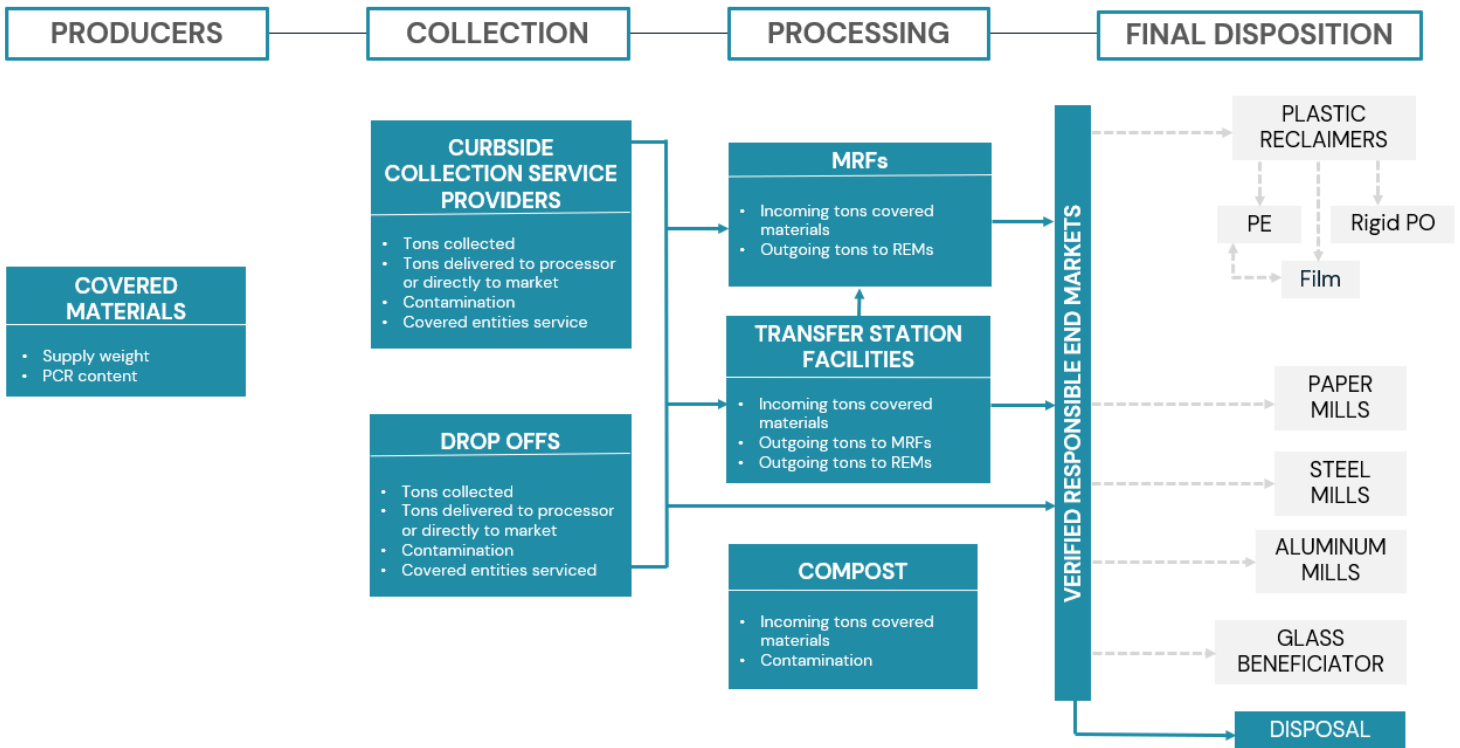 PRODUCERS
COLLECTION
PROCESSING
FINAL DISPOSITION
COVERED
MATERIALS
• Supply weight
• PCR content
CURBSIDE
COLLECTION SERVICE
PROVIDERS
• Tons collected
• Tons delivered to processor
or directly to market
• Contamination
• Covered entities service
DROP OFFS
• Tons collected
• Tons delivered to processor
or directly to market
• Contamination
• Covered entities serviced
MRFs
• Incoming tons covered
materials
• Outgoing tons to REMs
TRANSFER STATION
FACILITIES
• Incoming tons covered
materials
• Outgoing tons to MRFs
• Outgoing tons to REMs
COMPOST
• Incoming tons covered
materials
• Contamination
VERIFIED RESPONSIBLE END MARKETS
PLASTIC
RECLAIMERS
PE
Rigid PO
Film
PAPER
MILLS
STEEL
MILLS
ALUMINUM
MILLS
GLASS
BENEFICIATOR
DISPOSAL